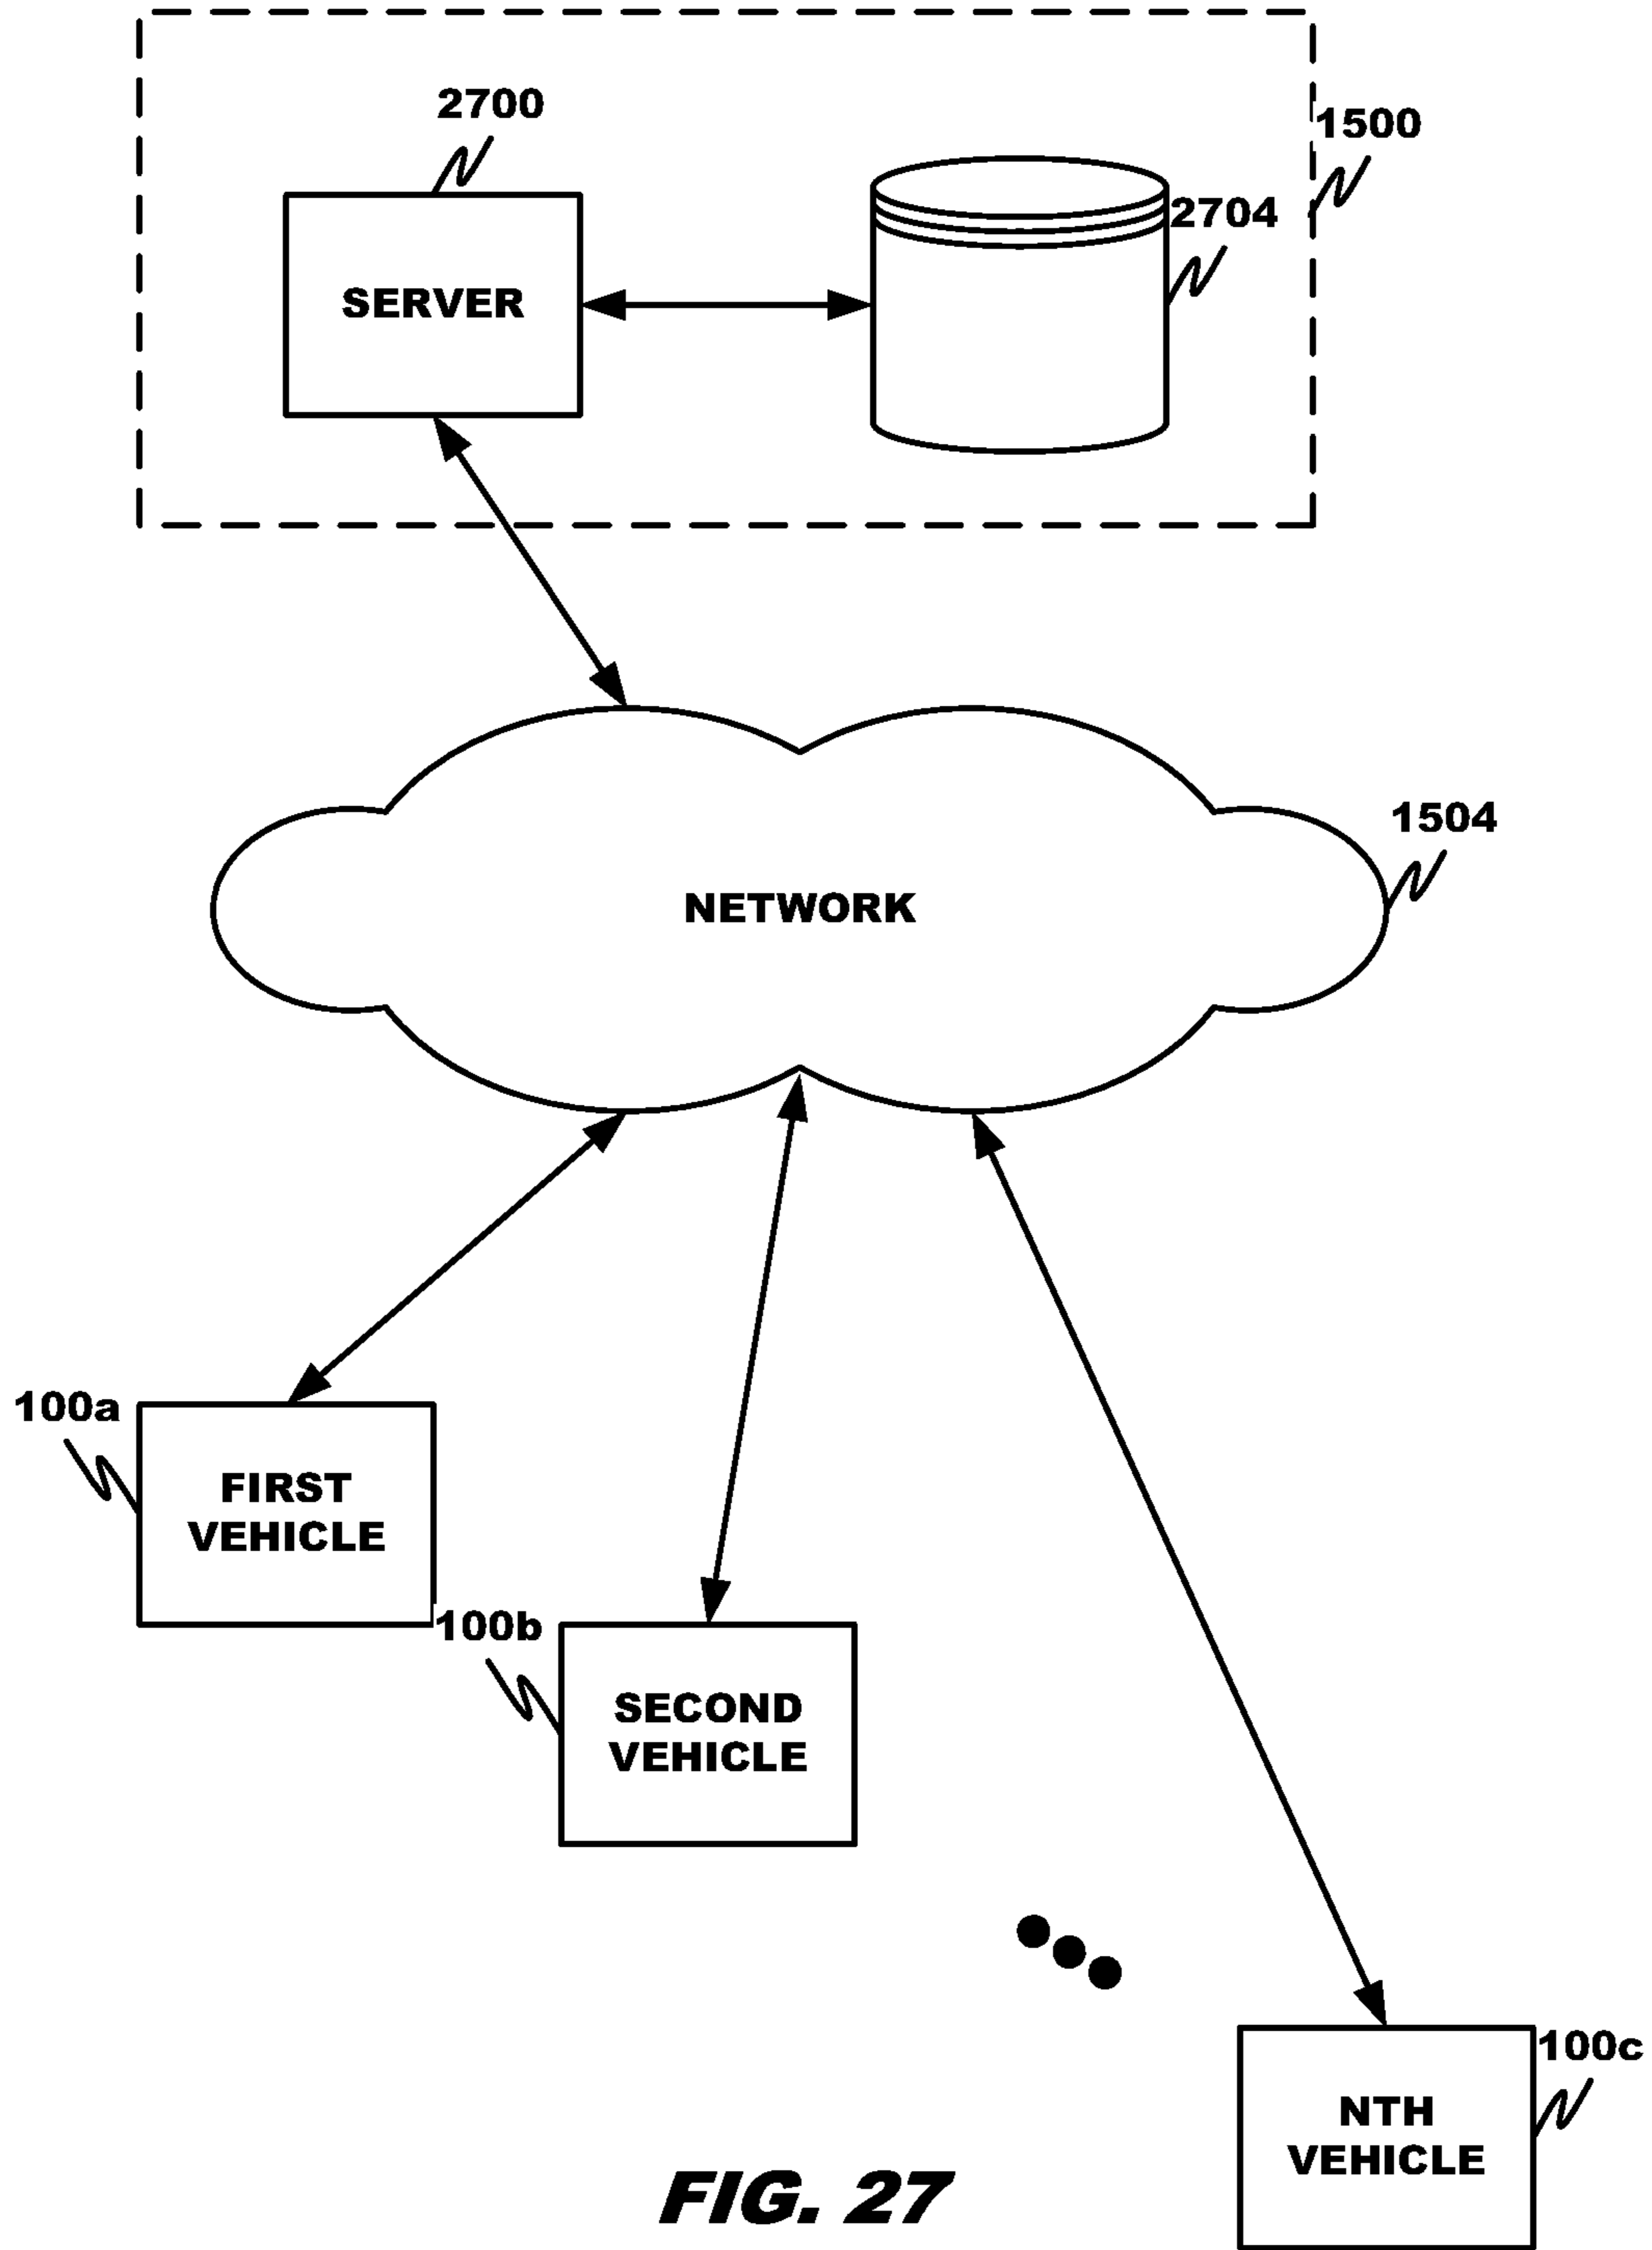 2700
1500
2704
SERVER
1504
NETWORK
100a
FIRST
VEHICLE
100b
SECOND
VEHICLE
100c
NTH
VEHICLE
FIG. 27